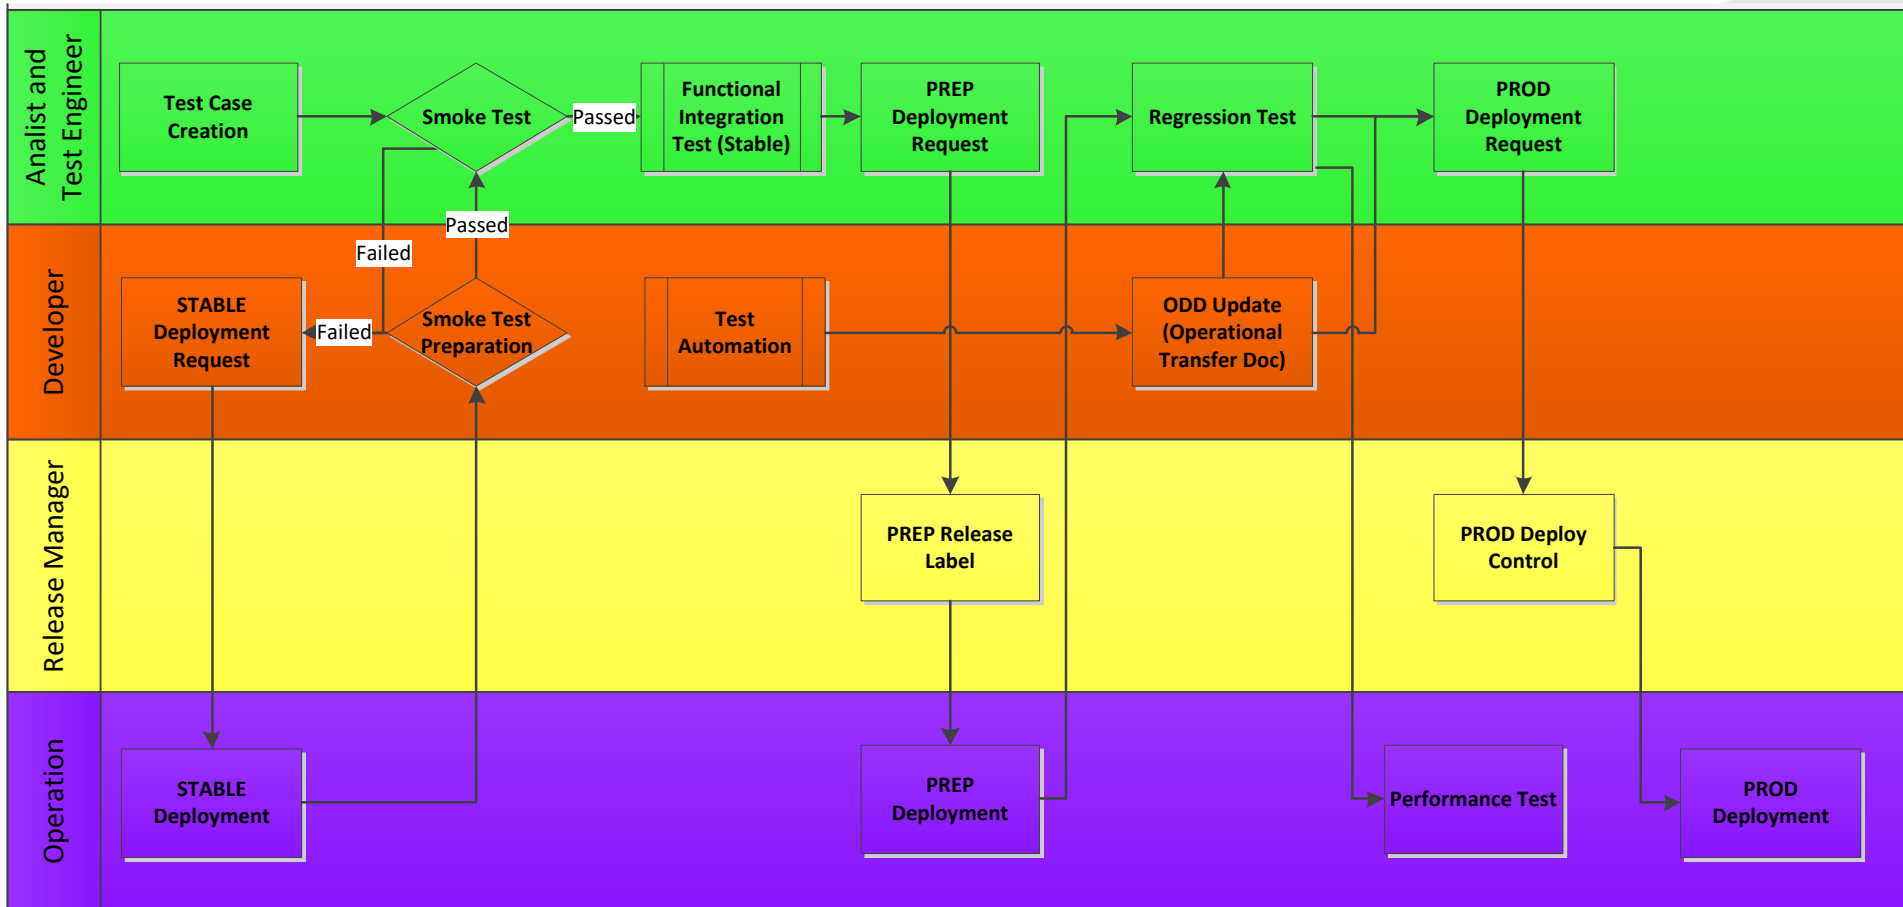 Analist and
Test Engineer
Test Case
Creation
Smoke Test
Passed
Functional
Integration
Test (Stable)
PREP
Deployment
Request
Regression Test
PROD
Deployment
Request
Passed
Failed
Developer
STABLE
Deployment
Request
Failed
Smoke Test
Preparation
Test
Automation
ODD Update
(Operational
Transfer Doc)
Release Manager
PREP Release
Label
PROD Deploy
Control
Operation
STABLE
Deployment
PREP
Deployment
Performance Test
PROD
Deployment